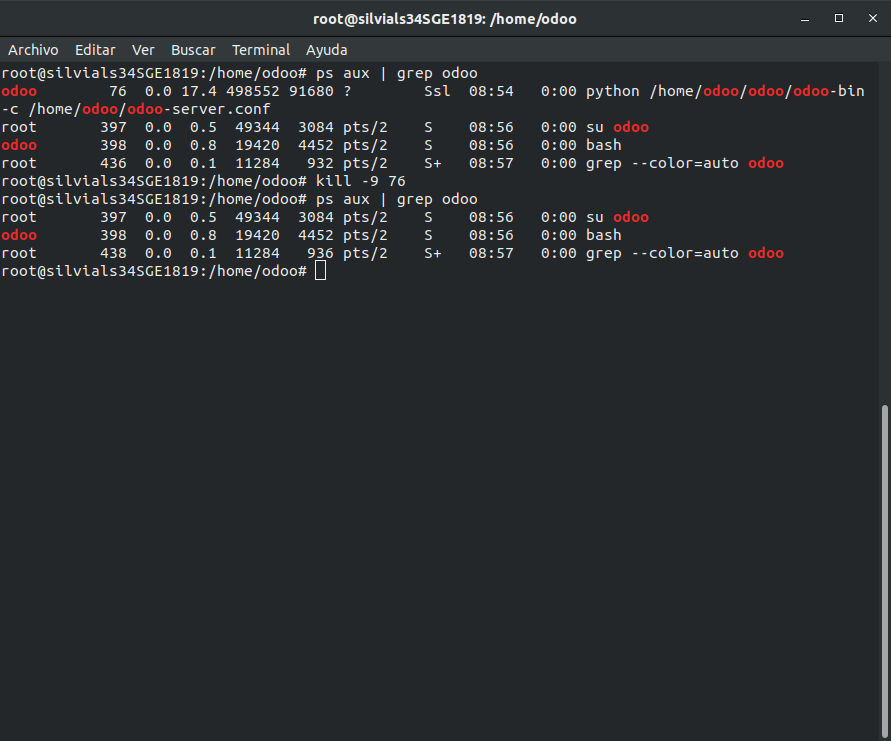 root@silvials34SGE1819: /home/odoo
Archivo Editar Ver Buscar Terminal Ayuda
root@silvials34SGE1819:/home/odoo# ps aux | grep odoo
odoo        76  0.0 17.4 498552 91680 ?        Ssl  08:54   0:00 python /home/odoo/odoo/odoo-bin
-c /home/odoo/odoo-server.conf
root       397  0.0  0.5  49344  3084 pts/2    S    08:56   0:00 su odoo
odoo       398  0.0  0.8  19420  4452 pts/2    S    08:56   0:00 bash
root       436  0.0  0.1  11284   932 pts/2    S+   08:57   0:00 grep --color=auto odoo
root@silvials34SGE1819:/home/odoo# kill -9 76
root@silvials34SGE1819:/home/odoo# ps aux | grep odoo
root       397  0.0  0.5  49344  3084 pts/2    S    08:56   0:00 su odoo
odoo       398  0.0  0.8  19420  4452 pts/2    S    08:56   0:00 bash
root       438  0.0  0.1  11284   936 pts/2    S+   08:57   0:00 grep --color=auto odoo
root@silvials34SGE1819:/home/odoo#